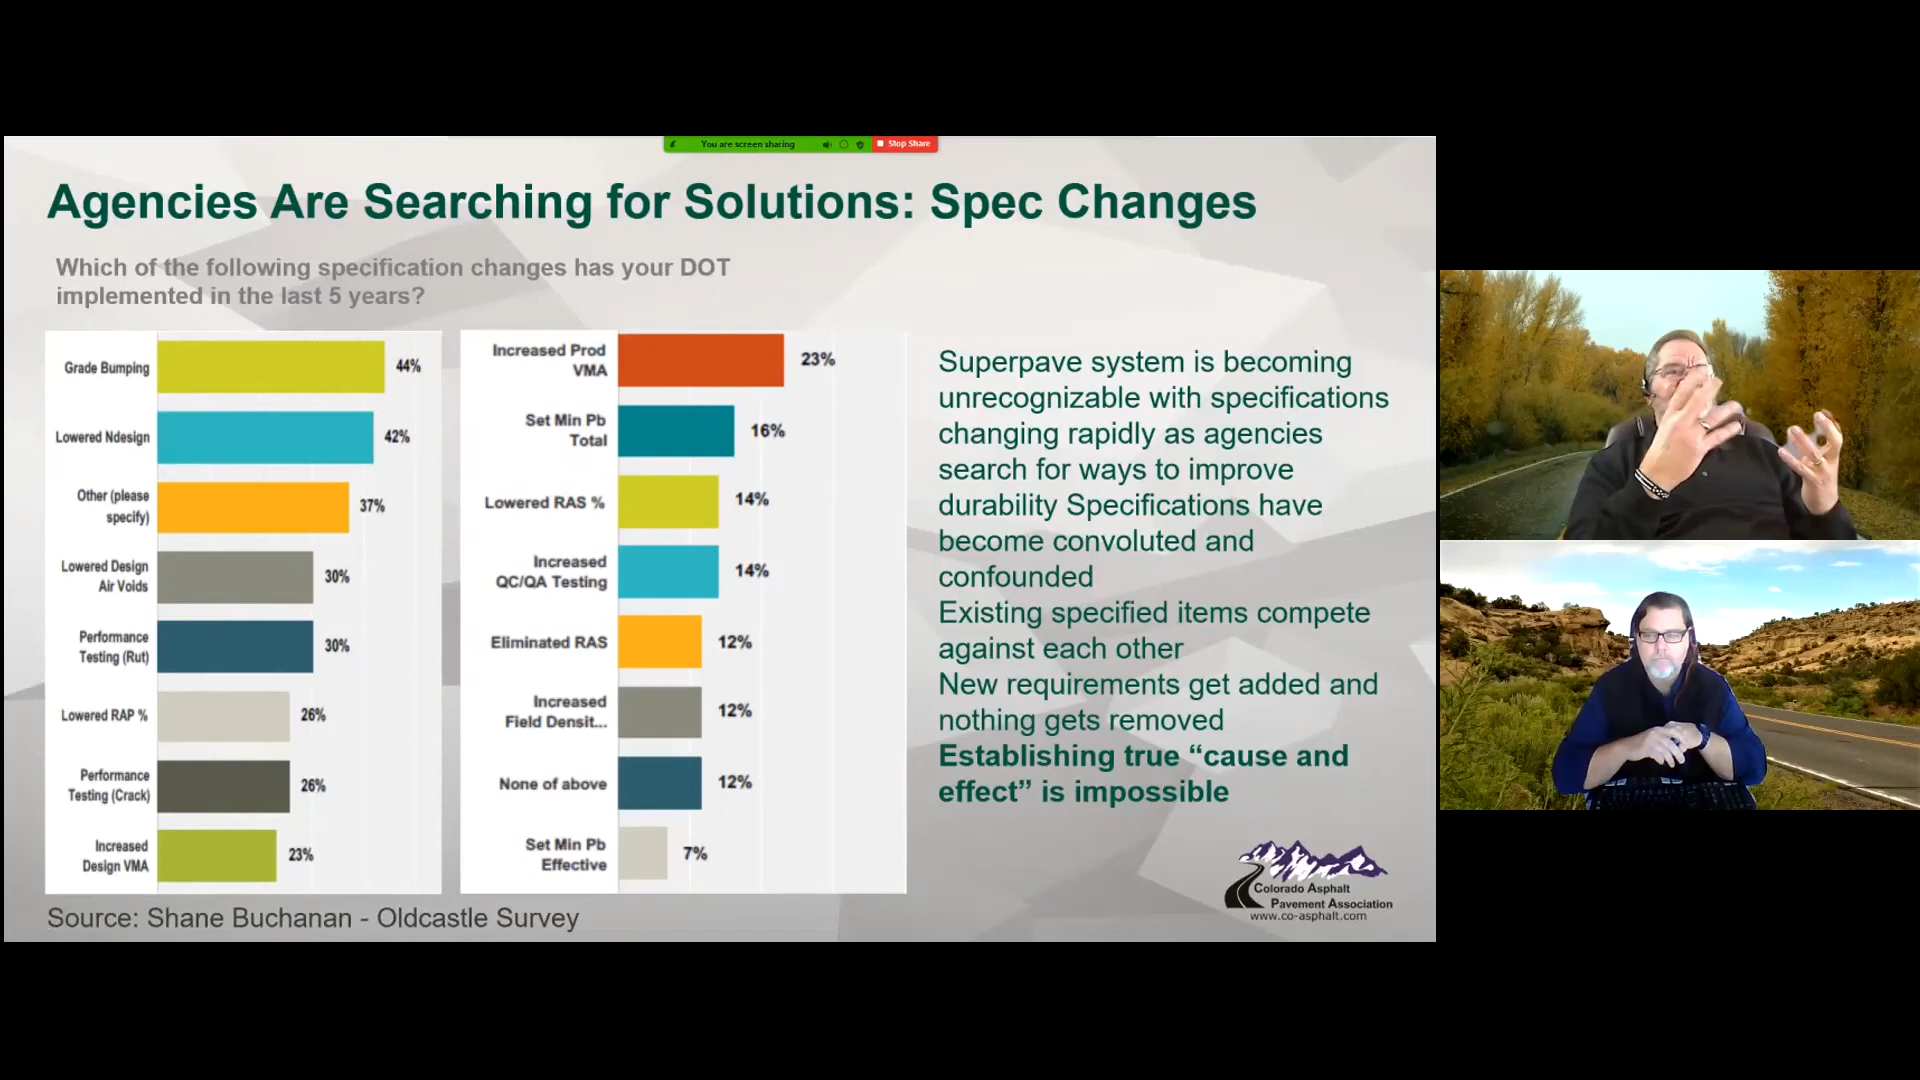 You are screen sharing
Stop Share
Agencies Are Searching for Solutions: Spec Changes
Which of the following specification changes has your DOT
implemented in the last 5 years?
Grade Bumping 44%
Lowered Ndesign 42%
Other (please
specify) 37%
Lowered Design
Air Voids 30%
Performance
Testing (Rut) 30%
Lowered RAP % 26%
Performance
Testing (Crack) 26%
Increased
Design VMA 23%
Increased Prod
VMA 23%
Set Min Pb
Total 16%
Lowered RAS % 14%
Increased
QC/QA Testing 14%
Eliminated RAS 12%
Increased
Field Densit... 12%
None of above 12%
Set Min Pb
Effective 7%
Superpave system is becoming
unrecognizable with specifications
changing rapidly as agencies
search for ways to improve
durability Specifications have
become convoluted and
confounded
Existing specified items compete
against each other
New requirements get added and
nothing gets removed
Establishing true “cause and
effect” is impossible
Colorado Asphalt
Pavement Association
www.co-asphalt.com
Source: Shane Buchanan - Oldcastle Survey